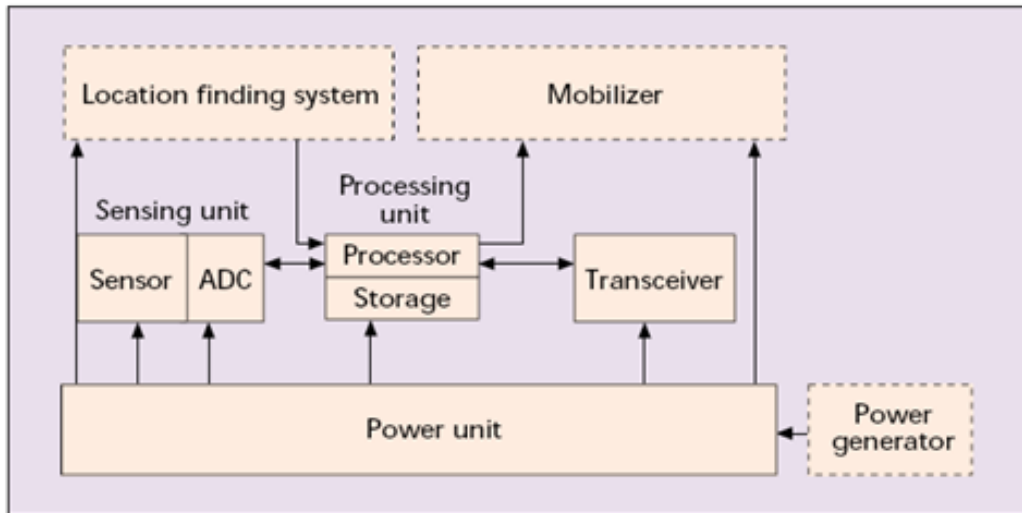 Location finding system
Mobilizer
Sensing unit
Processing
unit
Sensor
ADC
Processor
Storage
Transceiver
Power unit
Power
generator